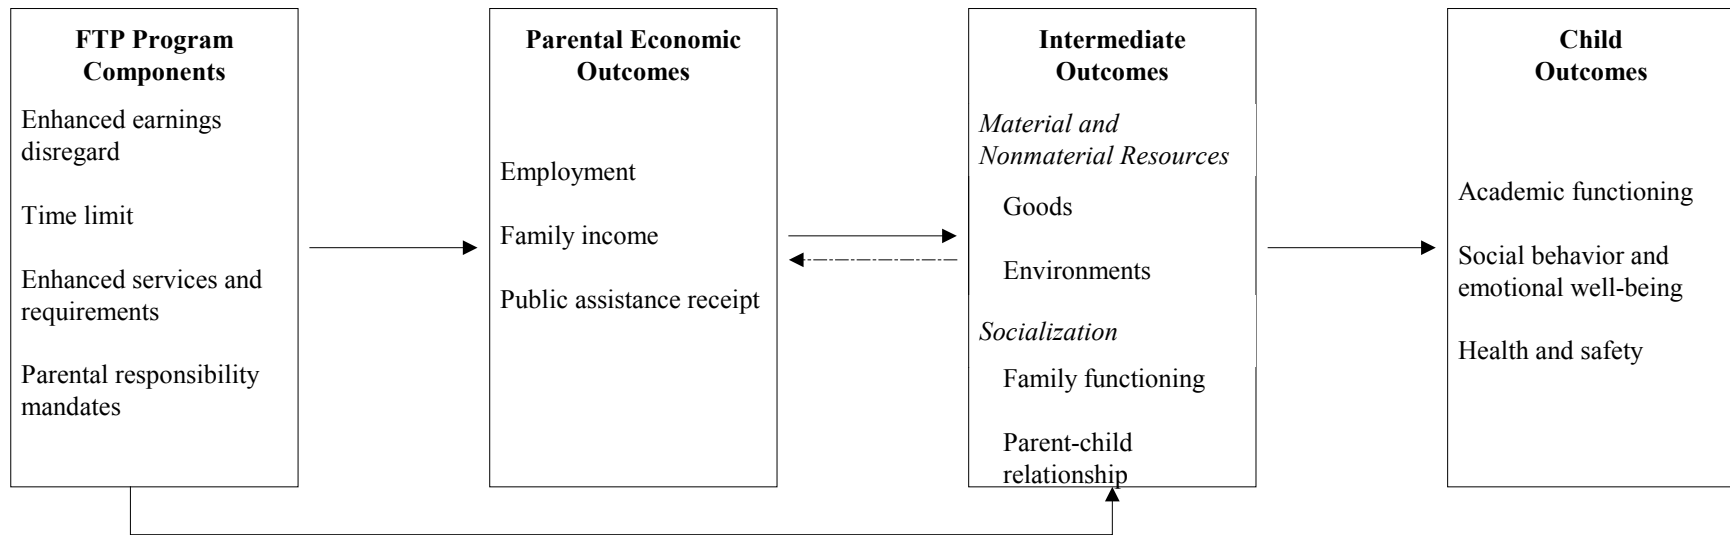 FTP Program
Components
Enhanced earnings
disregard
Time limit
Enhanced services and
requirements
Parental responsibility
mandates
Parental Economic
Outcomes
Employment
Family income
Public assistance receipt
Intermediate
Outcomes
Material and
Nonmaterial Resources
Goods
Environments
Socialization
Family functioning
Parent-child
relationship
Child
Outcomes
Academic functioning
Social behavior and
emotional well-being
Health and safety